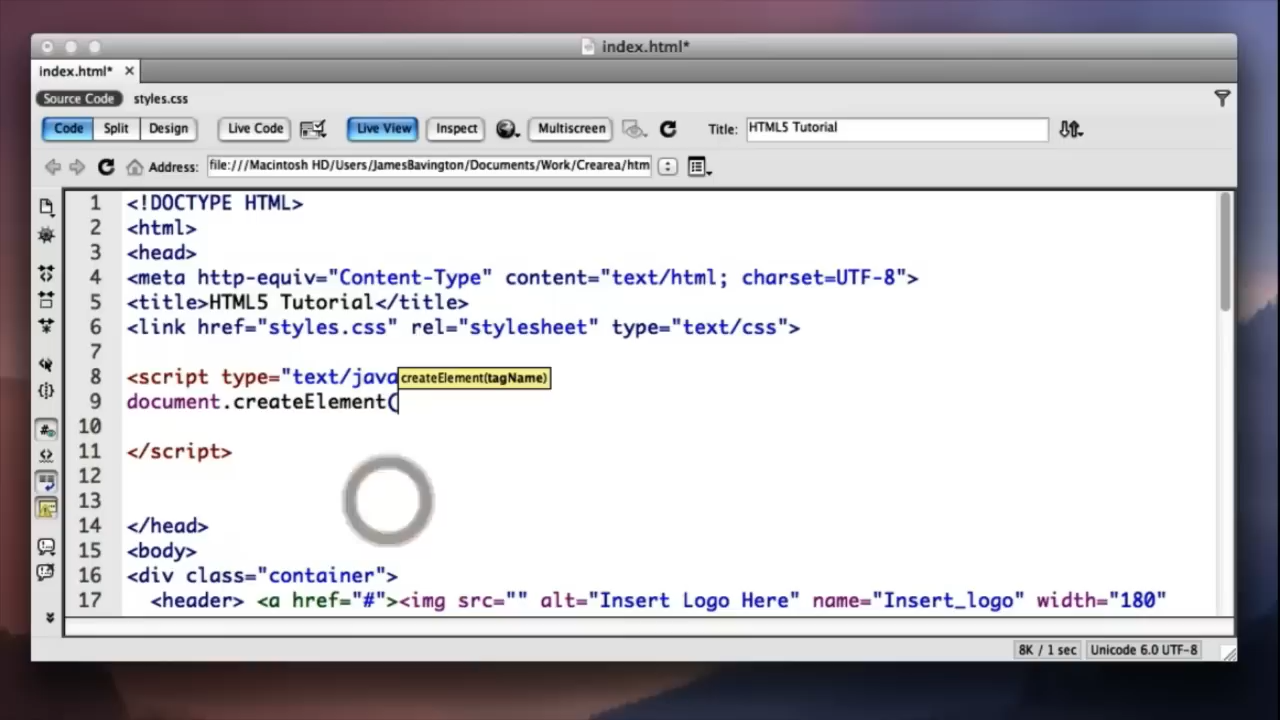 index.html*
index.html* ×
Source Code styles.css
Code Split Design Live Code Live View Inspect Multiscreen Title: HTML5 Tutorial
Address: file:///Macintosh HD/Users/JamesBavington/Documents/Work/Crearea/htm
1 <!DOCTYPE HTML>
2 <html>
3 <head>
4 <meta http-equiv="Content-Type" content="text/html; charset=UTF-8">
5 <title>HTML5 Tutorial</title>
6 <link href="styles.css" rel="stylesheet" type="text/css">
7
8 <script type="text/java createElement(tagName)
9 document.createElement(
10
11 </script>
12
13
14 </head>
15 <body>
16 <div class="container">
17 <header> <a href="#"><img src="" alt="Insert Logo Here" name="Insert_logo" width="180"
8K / 1 sec Unicode 6.0 UTF-8